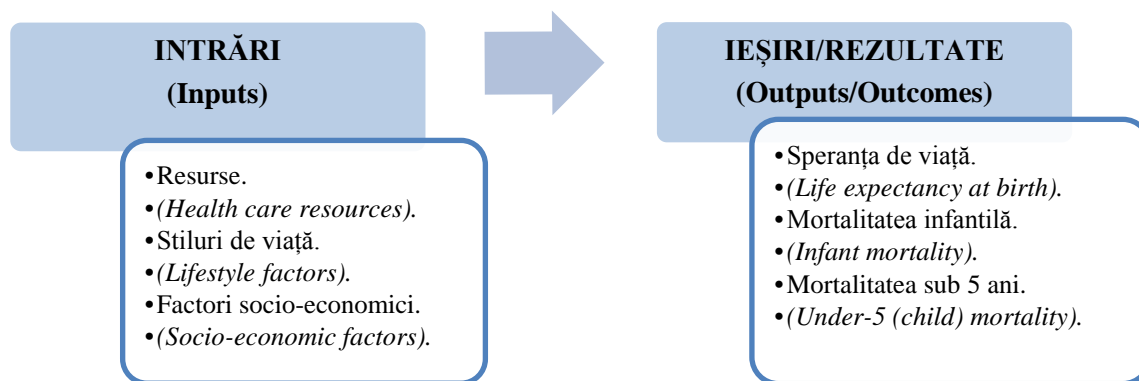 INTRĂRI
(Inputs)
•Resurse.
•(Health care resources).
•Stiluri de viață.
•(Lifestyle factors).
•Factori socio-economici.
•(Socio-economic factors).
IEȘIRI/REZULTATE
(Outputs/Outcomes)
•Speranța de viață.
•(Life expectancy at birth).
•Mortalitatea infantilă.
•(Infant mortality).
•Mortalitatea sub 5 ani.
•(Under-5 (child) mortality).